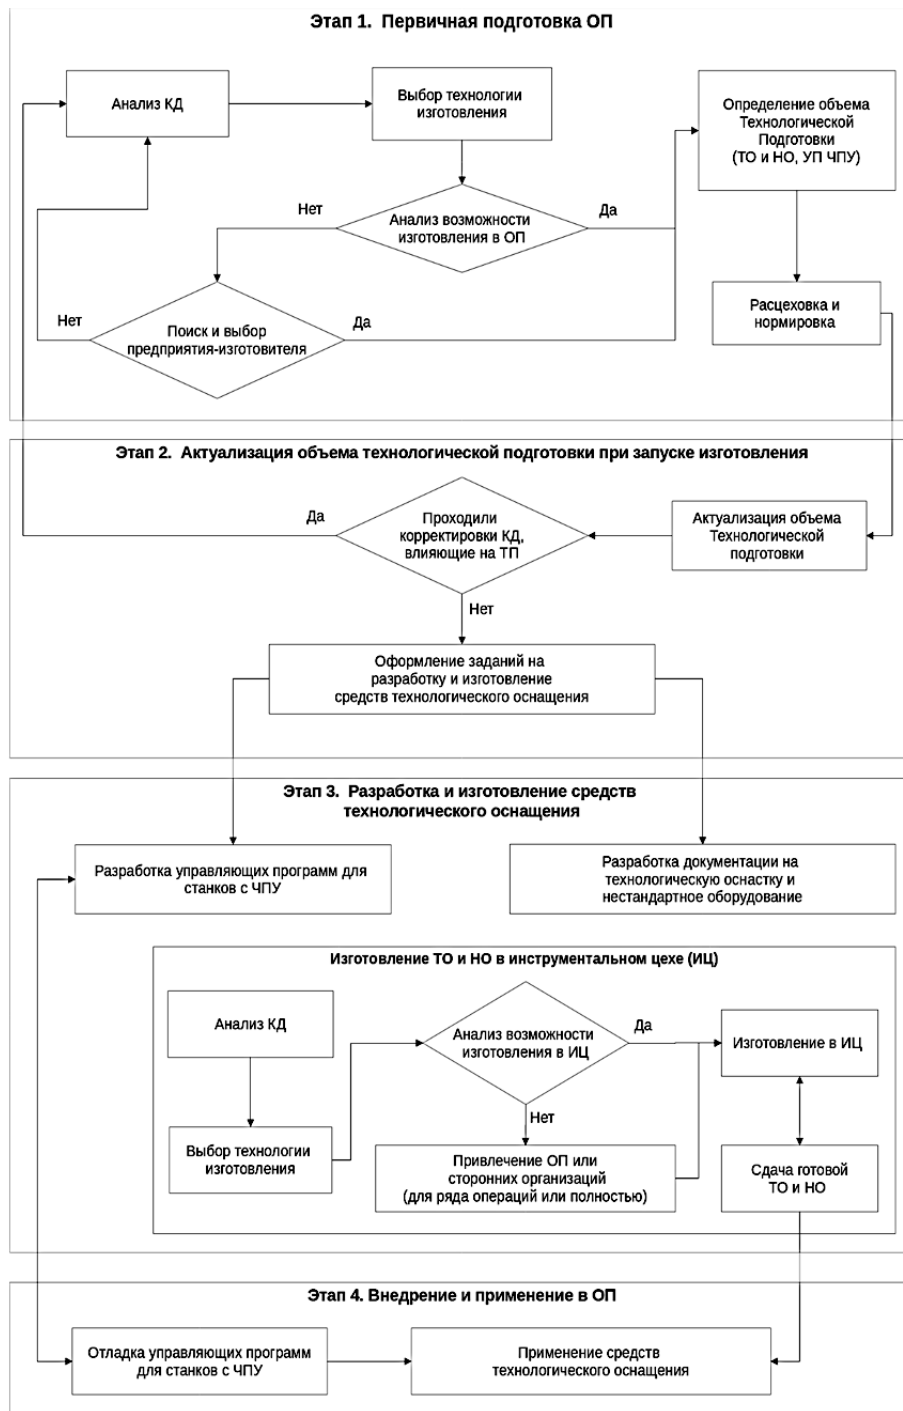 Этап 1. Первичная подготовка ОП
Анализ КД
Выбор технологии
изготовления
Определение объема
Технологической
Подготовки
(ТО и НО, УП ЧПУ)
Нет
Анализ возможности
изготовления в ОП
Да
Нет
Поиск и выбор
предприятия-изготовителя
Да
Расцеховка и
нормировка
Этап 2. Актуализация объема технологической подготовки при запуске изготовления
Да
Проходили
корректировки КД,
влияющие на ТП
Актуализация объема
Технологической
подготовки
Нет
Оформление заданий на
разработку и изготовление
средств технологического оснащения
Этап 3. Разработка и изготовление средств
технологического оснащения
Разработка управляющих программ для
станков с ЧПУ
Разработка документации на
технологическую оснастку и
нестандартное оборудование
Изготовление ТО и НО в инструментальном цехе (ИЦ)
Анализ КД
Анализ возможности
изготовления в ИЦ
Да
Изготовление в ИЦ
Нет
Выбор технологии
изготовления
Привлечение ОП или
сторонних организаций
(для ряда операций или полностью)
Сдача готовой
ТО и НО
Этап 4. Внедрение и применение в ОП
Отладка управляющих программ
для станков с ЧПУ
Применение средств
технологического оснащения